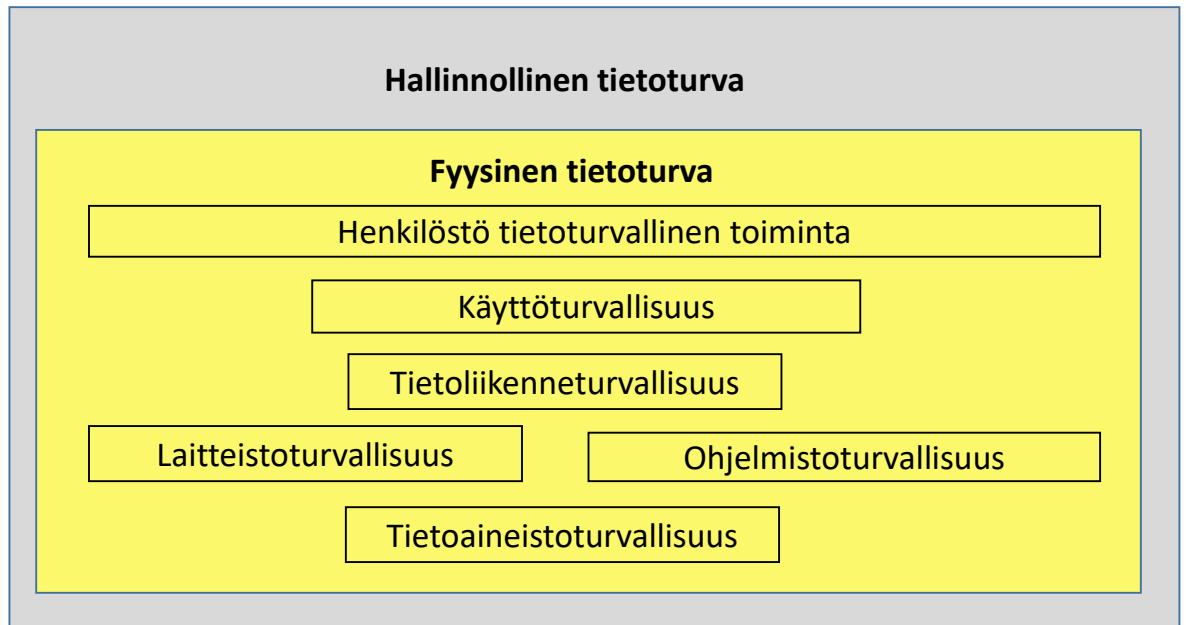 Hallinnollinen tietoturva
Fyysinen tietoturva
Henkilöstö tietoturvallinen toiminta
Käyttöturvallisuus
Tietoliikenneturvallisuus
Laitteistoturvallisuus
Ohjelmistoturvallisuus
Tietoaineistoturvallisuus